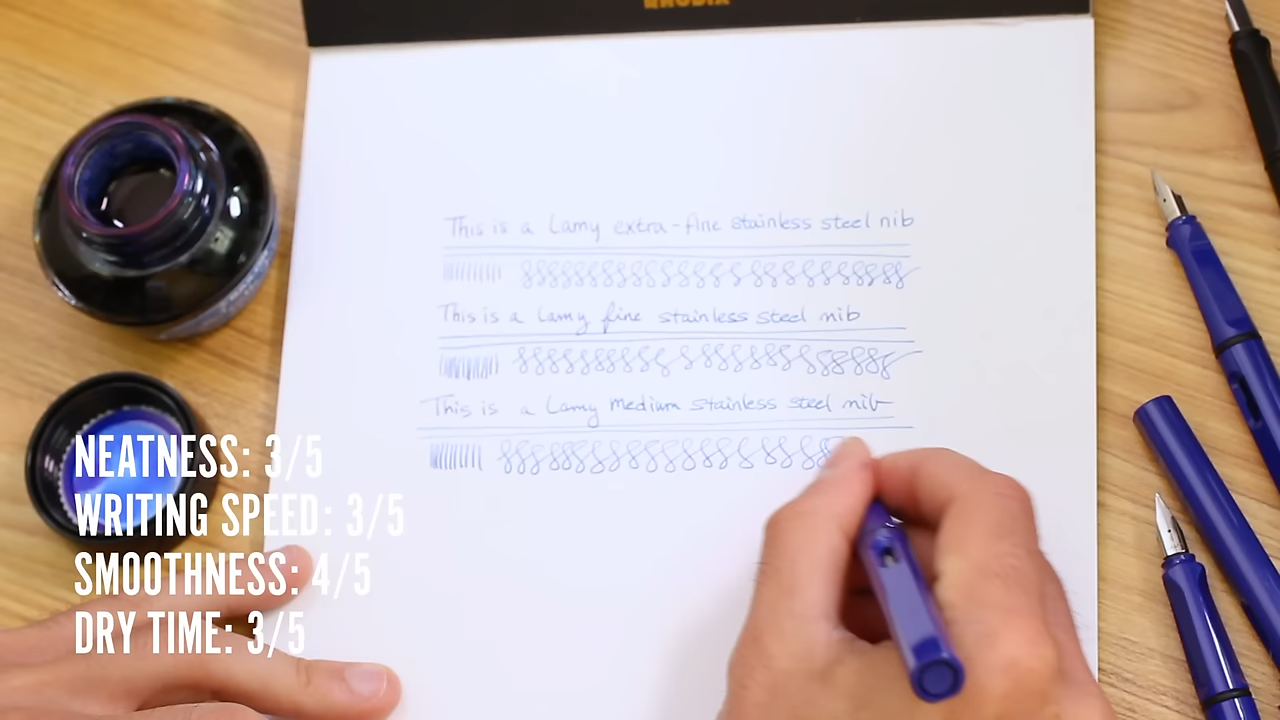 RHODIA
This is a Lamy extra-fine stainless steel nib
This is a Lamy fine stainless steel nib
This is a Lamy medium stainless steel nib
NEATNESS: 3/5
WRITING SPEED: 3/5
SMOOTHNESS: 4/5
DRY TIME: 3/5